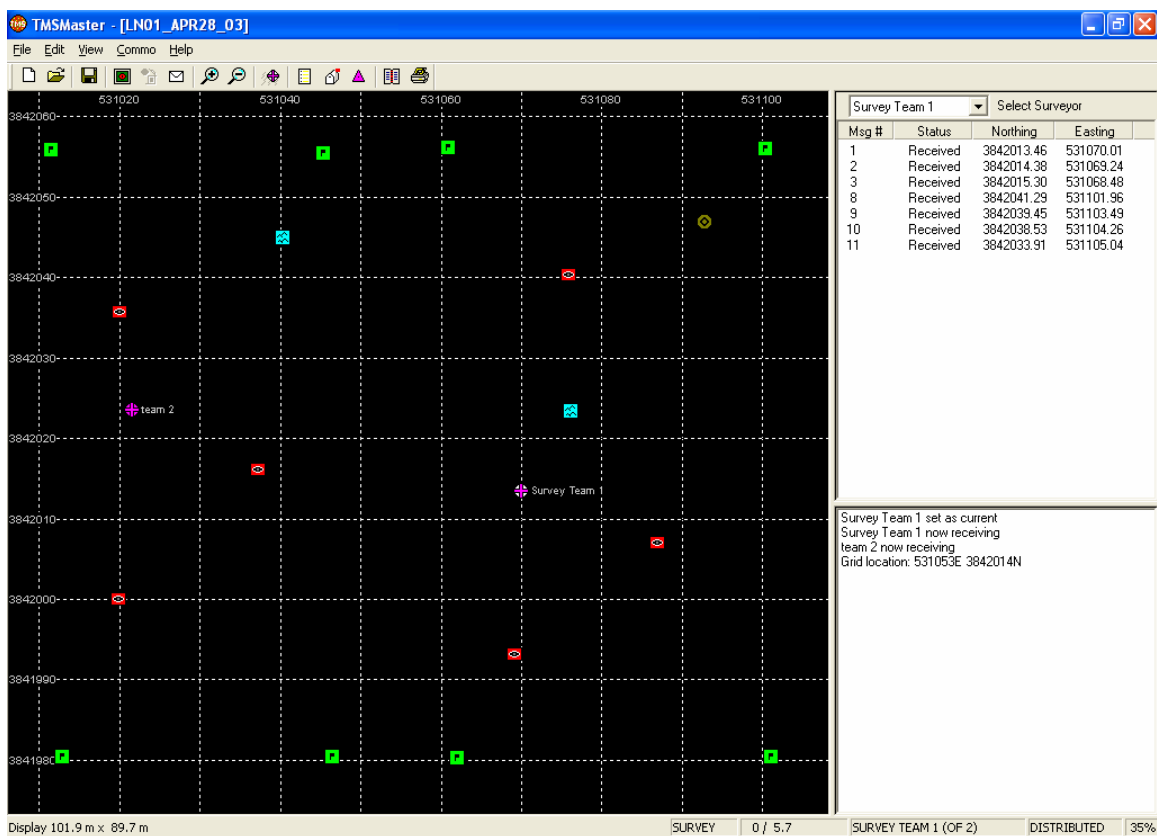 TMSMaster - [LN01_APR28_03]
File Edit View Commo Help
531020 531040 531060 531080 531100
3842060
3842050
3842040
3842030
team 2
3842020
Survey Team 1
3842010
3842000
3841990
3841980
Survey Team 1 Select Surveyor
Msg # Status Northing Easting
1 Received 3842013.46 531070.01
2 Received 3842014.38 531069.24
3 Received 3842015.30 531068.48
8 Received 3842041.29 531101.96
9 Received 3842039.45 531103.49
10 Received 3842038.53 531104.26
11 Received 3842033.91 531105.04
Survey Team 1 set as current
Survey Team 1 now receiving
team 2 now receiving
Grid location: 531053E 3842014N
Display 101.9 m x 89.7 m SURVEY 0 / 5.7 SURVEY TEAM 1 (OF 2) DISTRIBUTED 35%